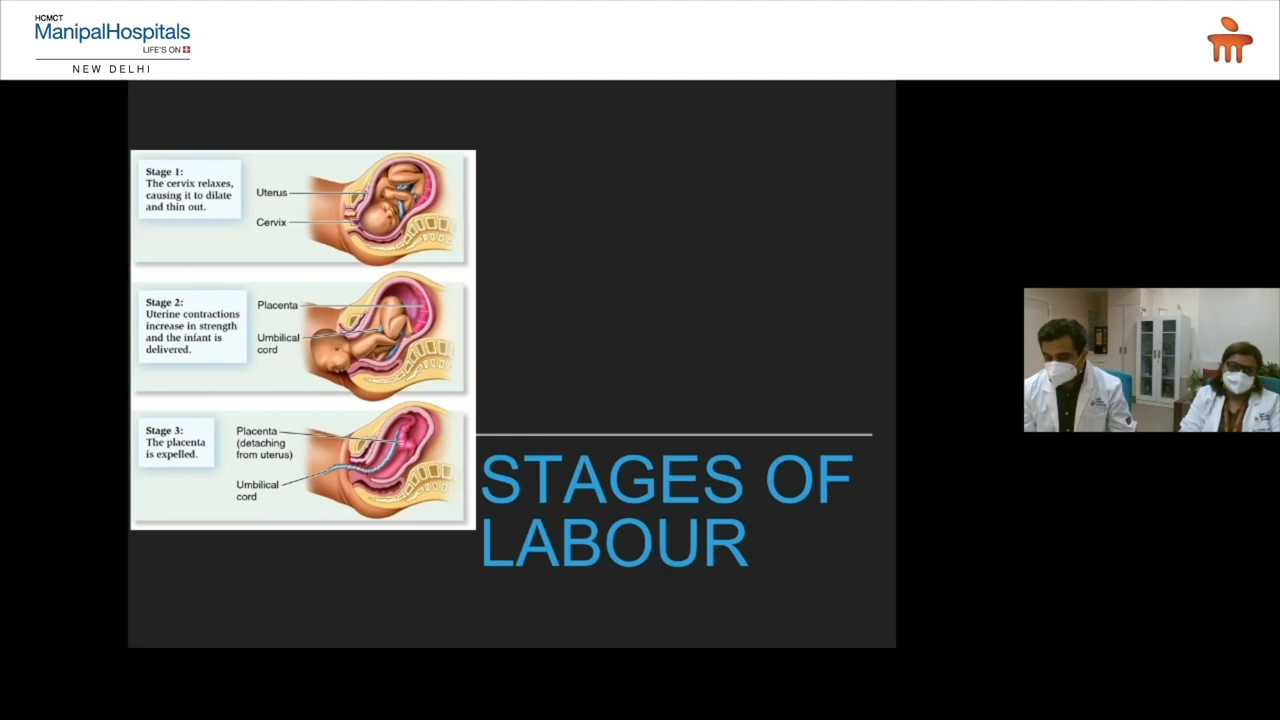 HCMCT
ManipalHospitals
LIFE'S ON
NEW DELHI
Stage 1:
The cervix relaxes,
causing it to dilate
and thin out.
Uterus
Cervix
Stage 2:
Uterine contractions
increase in strength
and the infant is
delivered.
Placenta
Umbilical
cord
Stage 3:
The placenta
is expelled.
Placenta
(detaching
from uterus)
Umbilical
cord
STAGES OF
LABOUR